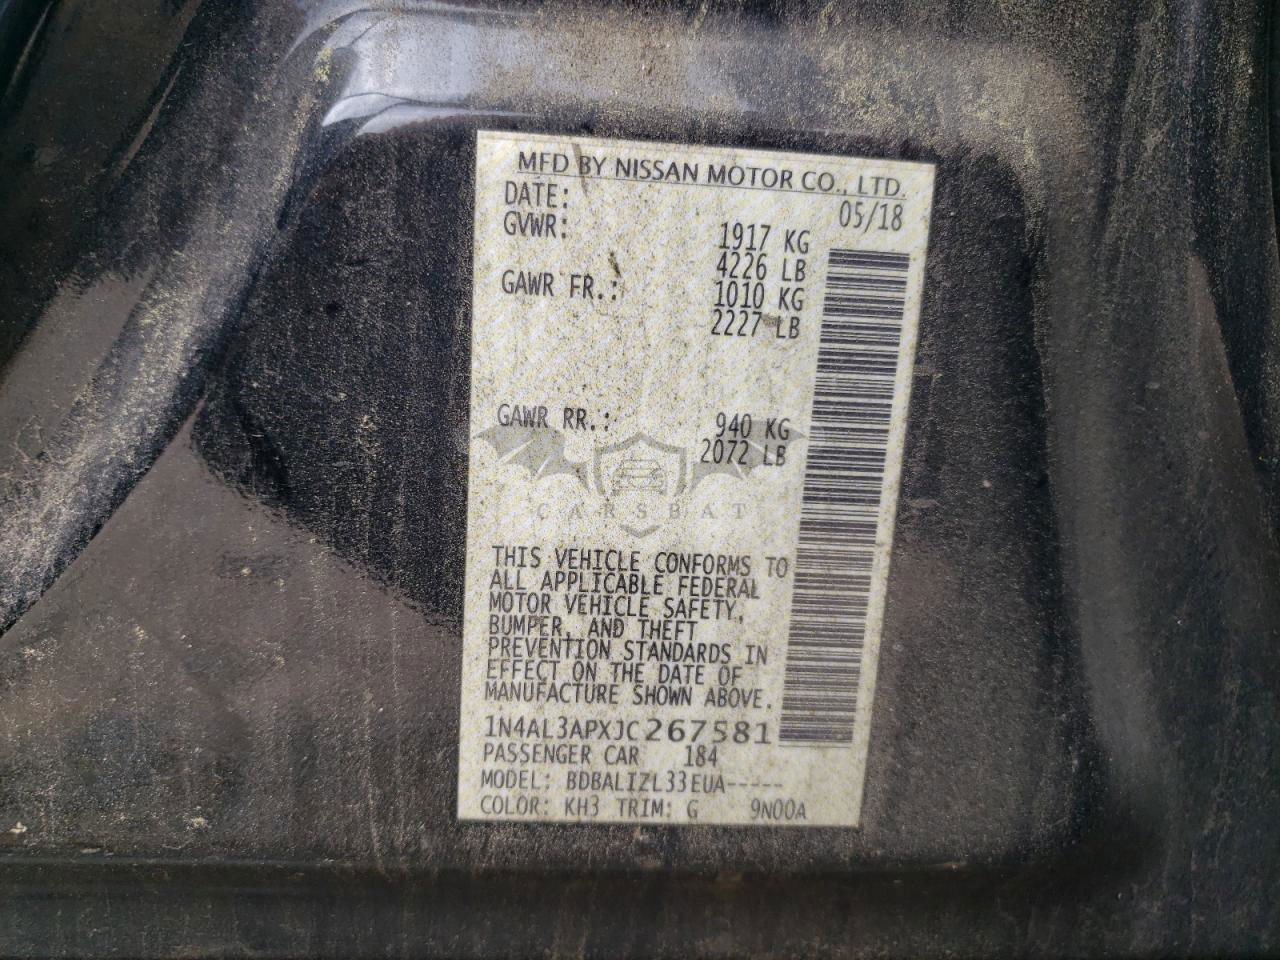 MFD BY NISSAN MOTOR CO., LTD.
DATE: 05/18
GVWR: 1917 KG
4226 LB
GAWR FR.: 1010 KG
2227 LB
GAWR RR.: 940 KG
2072 LB
CARSBAT
THIS VEHICLE CONFORMS TO
ALL APPLICABLE FEDERAL
MOTOR VEHICLE SAFETY,
BUMPER, AND THEFT
PREVENTION STANDARDS IN
EFFECT ON THE DATE OF
MANUFACTURE SHOWN ABOVE.
1N4AL3APXJC267581
PASSENGER CAR 184
MODEL: BDBALIZL33EUA-----
COLOR: KH3 TRIM: G 9N00A